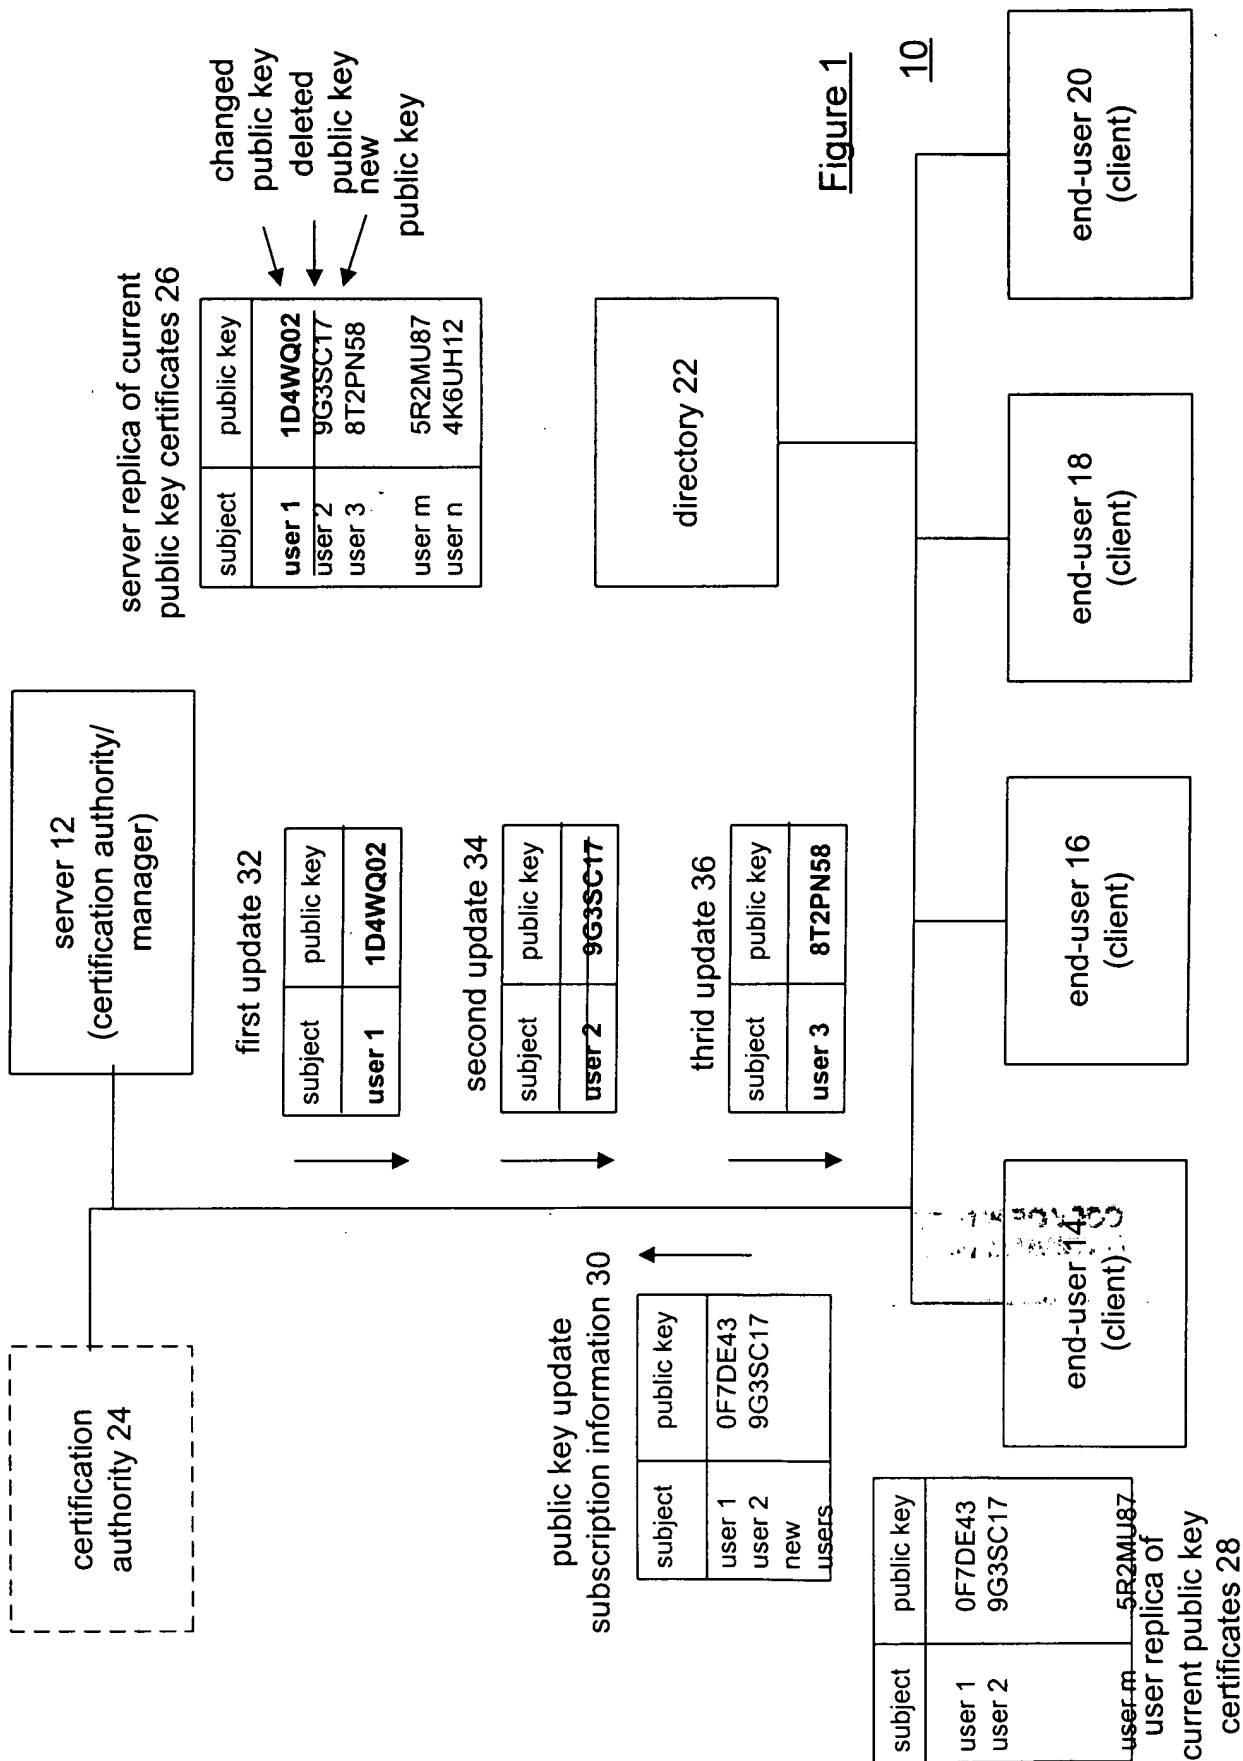 certification
authority 24
server 12
(certification authority/
manager)
server replica of current
public key certificates 26
subject public key
user 1 1D4WQ02
user 2 9G3SC17
user 3 8T2PN58
user m 5R2MU87
user n 4K6UH12
changed
public key
deleted
public key
new
public key
first update 32
subject public key
user 1 1D4WQ02
second update 34
subject public key
user 2 9G3SC17
thrid update 36
subject public key
user 3 8T2PN58
public key update
subscription information 30
subject public key
user 1 0F7DE43
user 2 9G3SC17
new
users
directory 22
Figure 1
10
subject public key
user 1 0F7DE43
user 2 9G3SC17
user m 5R2MU87
user replica of
current public key
certificates 28
end-user 14
(client)
end-user 16
(client)
end-user 18
(client)
end-user 20
(client)